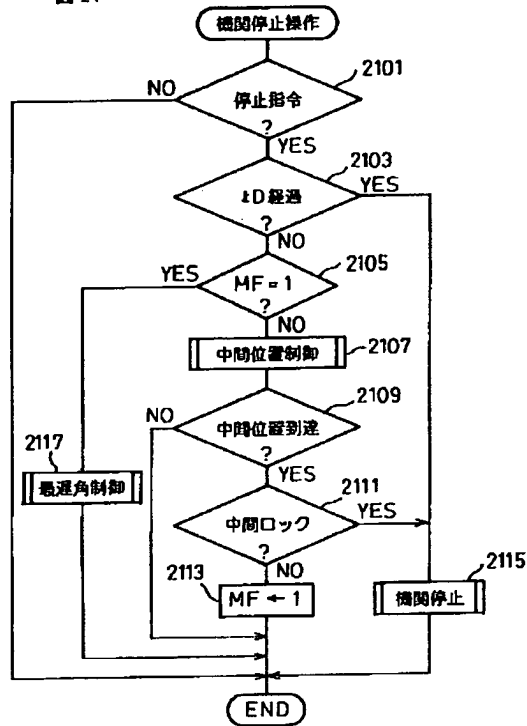 機関停止操作
2101
NO
停止指令
?
YES
2103
tD経過
YES
?
NO
2105
YES
MF=1
?
NO
中間位置制御
2107
2109
NO
中間位置到達
?
YES
2117
最遅角制御
2111
中間ロック
YES
?
NO
2113
MF ← 1
2115
機関停止
END